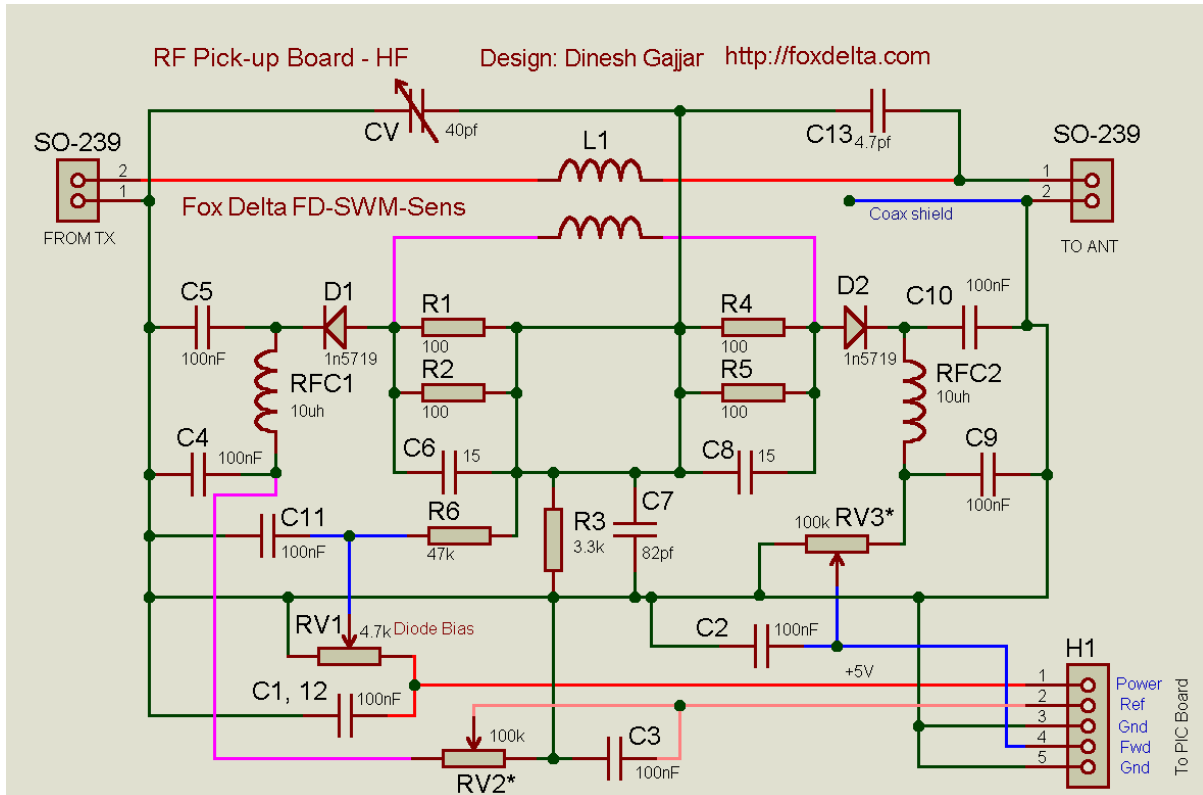 RF Pick-up Board - HF
Design: Dinesh Gajjar
http://foxdelta.com
CV
40pf
C13
4.7pf
SO-239
2
1
FROM TX
L1
SO-239
1
2
TO ANT
Fox Delta FD-SWM-Sens
Coax shield
C5
100nF
D1
1n5719
R1
100
R4
100
D2
1n5719
C10
100nF
RFC1
10uh
R2
100
R5
100
RFC2
10uh
C4
100nF
C6
15
C8
15
C9
100nF
C11
100nF
R6
47k
R3
3.3k
C7
82pf
100k
RV3*
RV1
4.7k
Diode Bias
C2
100nF
+5V
H1
C1, 12
100nF
1
Power
2
Ref
3
Gnd
4
Fwd
5
Gnd
To PIC Board
100k
RV2*
C3
100nF